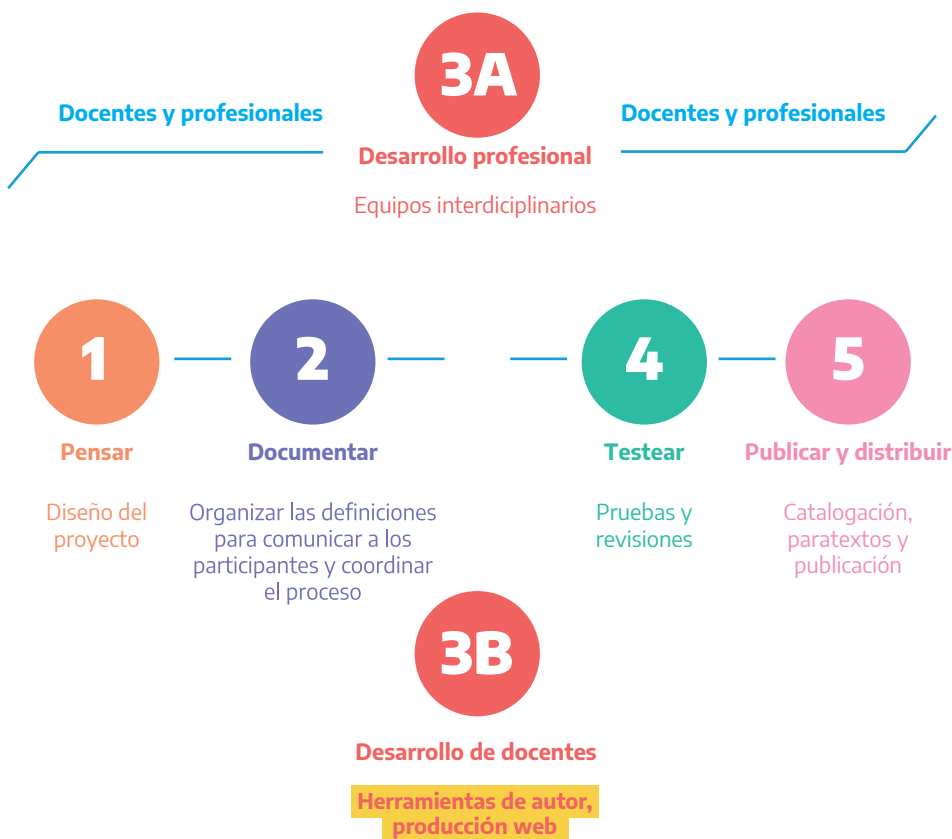 3A
Docentes y profesionales
Docentes y profesionales
Desarrollo profesional
Equipos interdiciplinarios
1
2
4
5
Pensar
Documentar
Testear
Publicar y distribuir
Diseño del
proyecto
Organizar las definiciones
para comunicar a los
participantes y coordinar
el proceso
Pruebas y
revisiones
Catalogación,
paratextos y
publicación
3B
Desarrollo de docentes
Herramientas de autor,
producción web